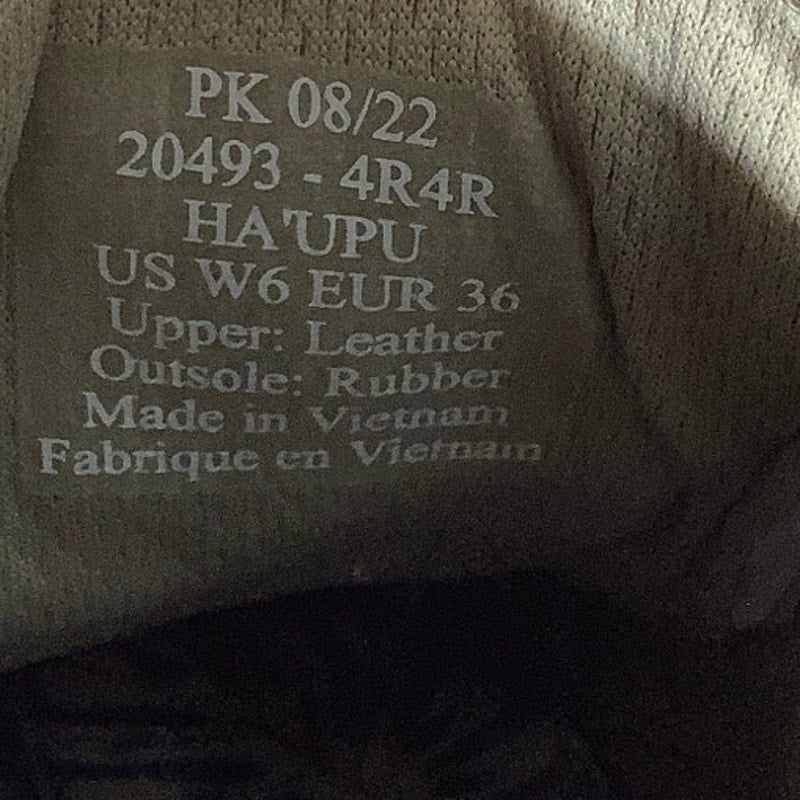 PK 08/22
20493 - 4R4R
HA'UPU
US W6 EUR 36
Upper: Leather
Outsole: Rubber
Made in Vietnam
Fabrique en Vietnam